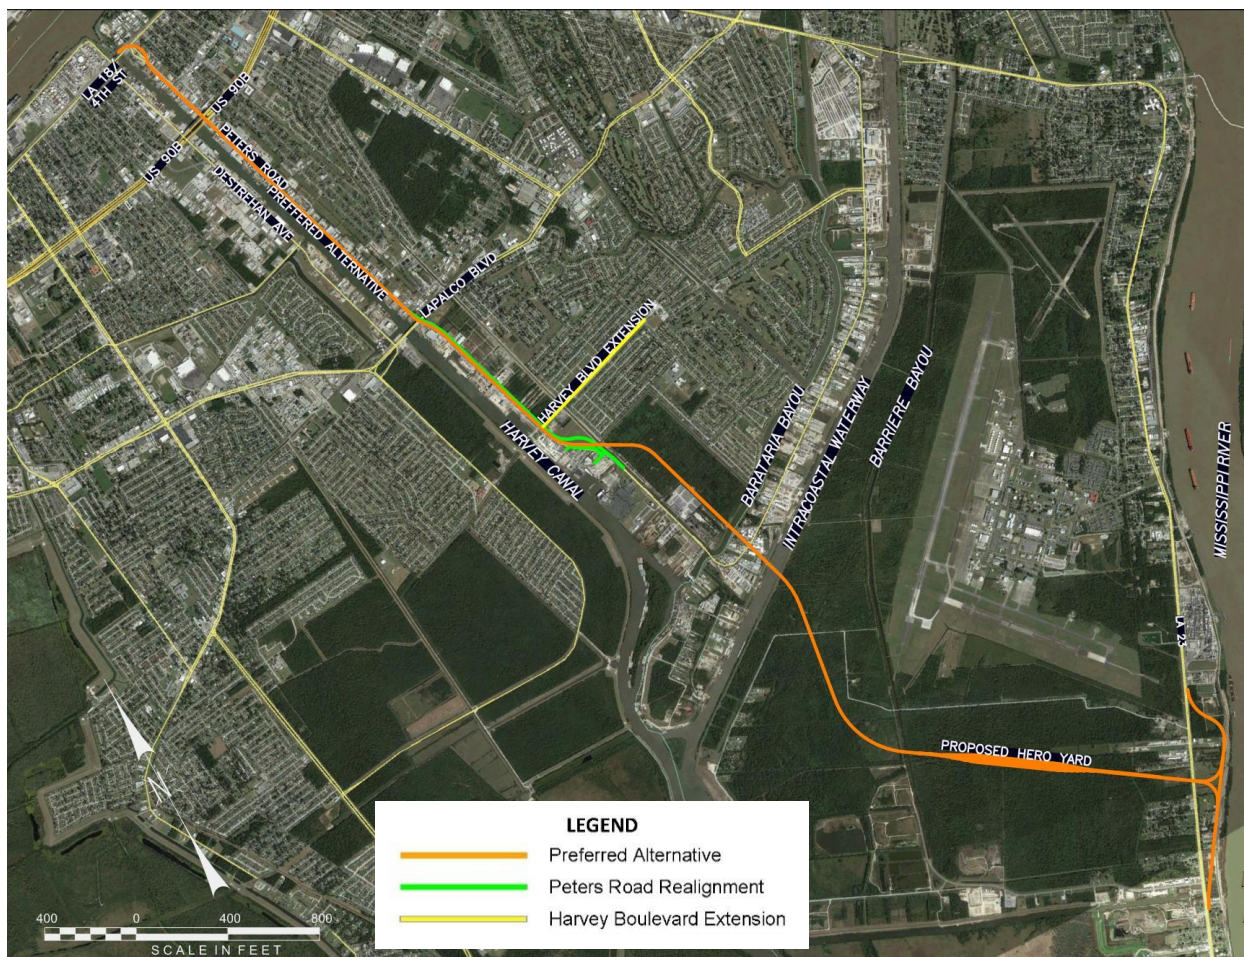 LA 18/
4TH ST
US 90B
US 90B
PETERS ROAD
PREFFERED ALTERNATIVE
DESTREHAN AVE
LAPALCO BLVD
HARVEY BLVD EXTENSION
HARVEY CANAL
BARATARIA BAYOU
INTRACOASTAL WATERWAY
BARRIERE BAYOU
MISSISSIPPI RIVER
LA 23
PROPOSED HERO YARD
N
LEGEND
Preferred Alternative
Peters Road Realignment
Harvey Boulevard Extension
400 0 400 800
SCALE IN FEET